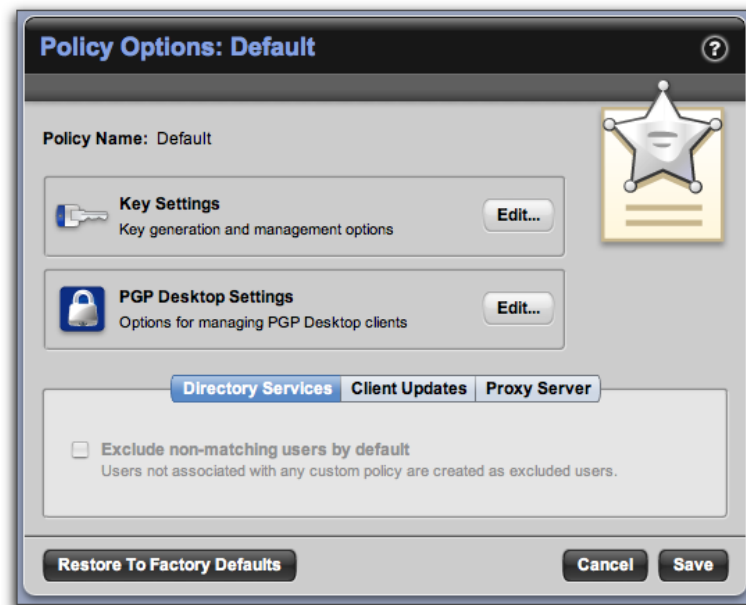 Policy Options: Default
?
Policy Name: Default
Key Settings
Key generation and management options
Edit...
PGP Desktop Settings
Options for managing PGP Desktop clients
Edit...
Directory Services Client Updates Proxy Server
Exclude non-matching users by default
Users not associated with any custom policy are created as excluded users.
Restore To Factory Defaults Cancel Save